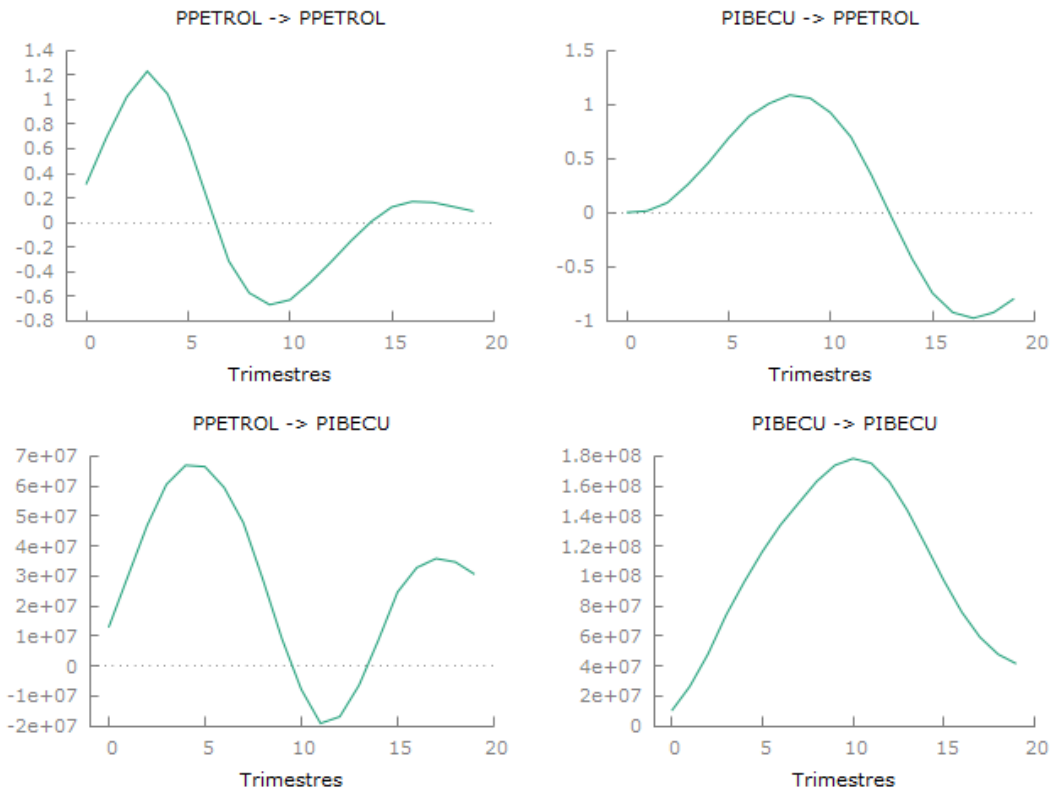 PPETROL -> PPETROL
1.4
1.2
1
0.8
0.6
0.4
0.2
0
-0.2
-0.4
-0.6
-0.8
0 5 10 15 20
Trimestres
PIBECU -> PPETROL
1.5
1
0.5
0
-0.5
-1
0 5 10 15 20
Trimestres
PPETROL -> PIBECU
7e+07
6e+07
5e+07
4e+07
3e+07
2e+07
1e+07
0
-1e+07
-2e+07
0 5 10 15 20
Trimestres
PIBECU -> PIBECU
1.8e+08
1.6e+08
1.4e+08
1.2e+08
1e+08
8e+07
6e+07
4e+07
2e+07
0
0 5 10 15 20
Trimestres